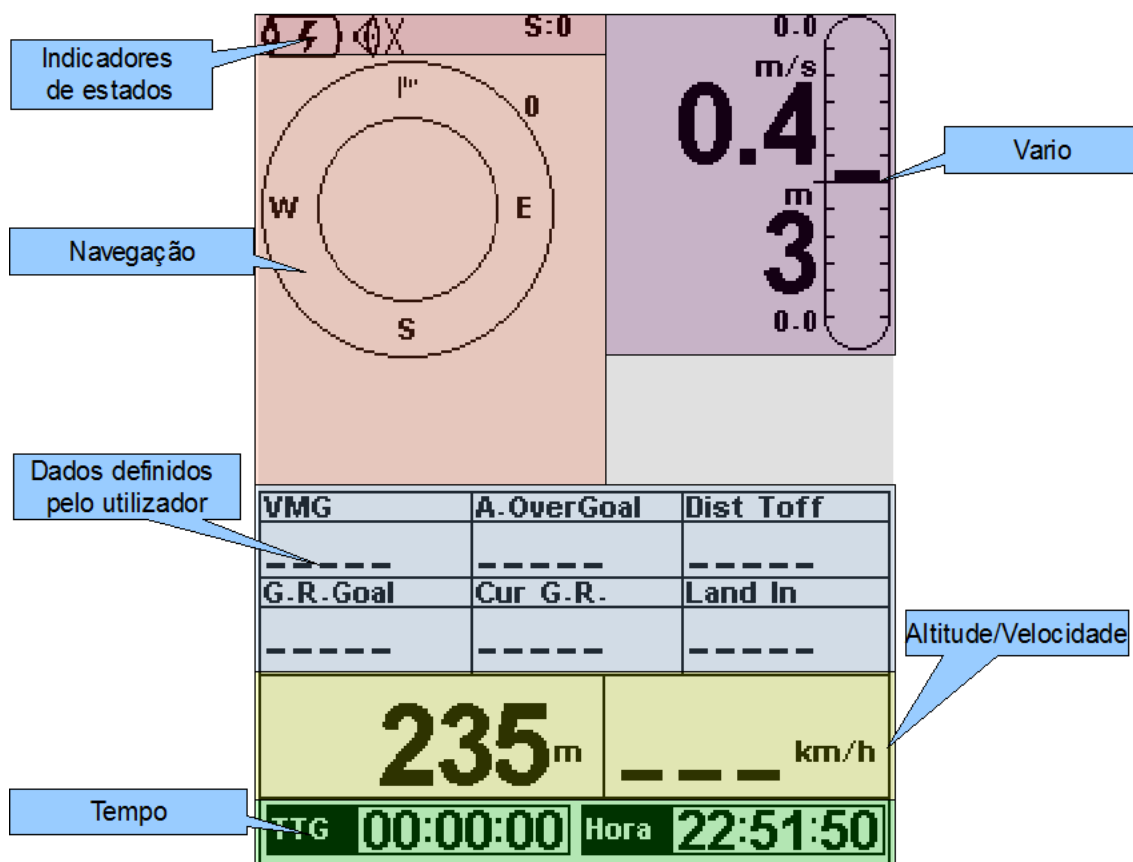 Indicadores
de estados
S:0
0
W
E
S
Navegação
0.0
m/s
0.4
m
3
0.0
Vario
Dados definidos
pelo utilizador
VMG
A.OverGoal
Dist Toff
-----
-----
-----
G.R.Goal
Cur G.R.
Land In
-----
-----
-----
Altitude/Velocidade
235 m
--- km/h
Tempo
TTG 00:00:00 Hora 22:51:50